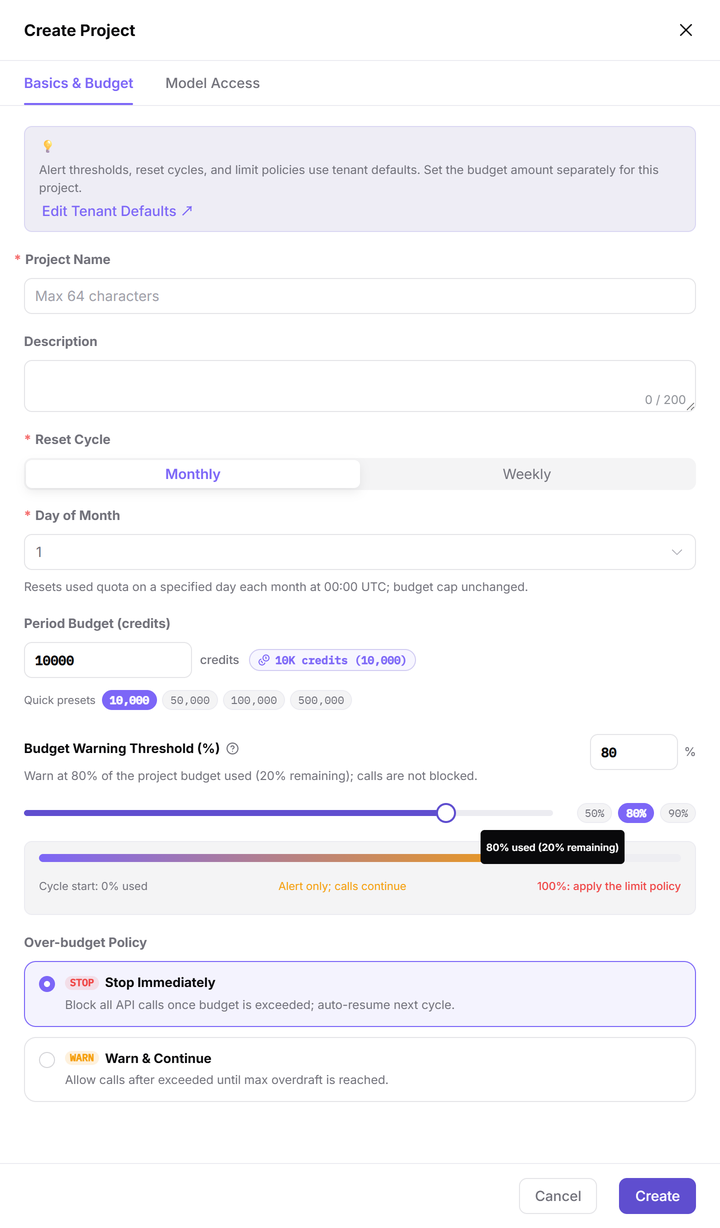 Create Project
Basics & Budget
Model Access
Alert thresholds, reset cycles, and limit policies use tenant defaults. Set the budget amount separately for this
project.
Edit Tenant Defaults ↗
* Project Name
Max 64 characters
Description
0 / 200
* Reset Cycle
Monthly
Weekly
* Day of Month
1
Resets used quota on a specified day each month at 00:00 UTC; budget cap unchanged.
Period Budget (credits)
10000 credits 10K credits (10,000)
Quick presets 10,000 50,000 100,000 500,000
Budget Warning Threshold (%)
80 %
Warn at 80% of the project budget used (20% remaining); calls are not blocked.
50% 80% 90%
80% used (20% remaining)
Cycle start: 0% used
Alert only; calls continue
100%: apply the limit policy
Over-budget Policy
STOP Stop Immediately
Block all API calls once budget is exceeded; auto-resume next cycle.
WARN Warn & Continue
Allow calls after exceeded until max overdraft is reached.
Cancel
Create